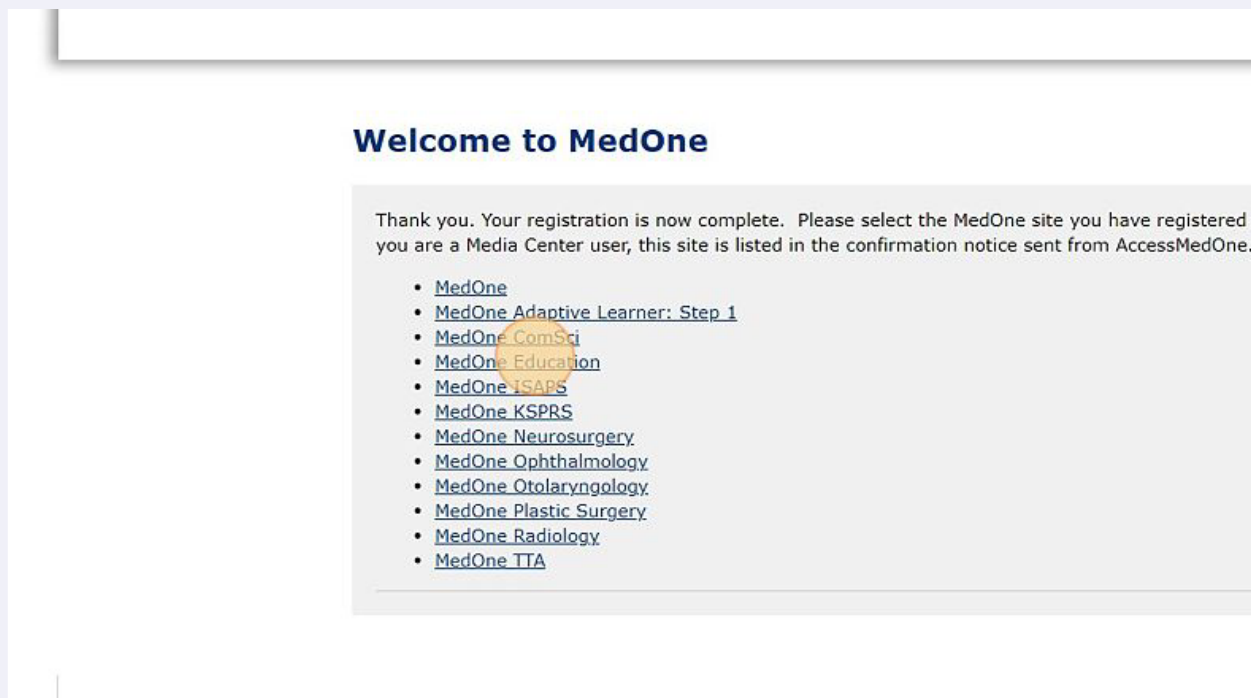 Welcome to MedOne
Thank you. Your registration is now complete.  Please select the MedOne site you have registered
you are a Media Center user, this site is listed in the confirmation notice sent from AccessMedOne.
• MedOne
• MedOne Adaptive Learner: Step 1
• MedOne ComSci
• MedOne Education
• MedOne ISAPS
• MedOne KSPRS
• MedOne Neurosurgery
• MedOne Ophthalmology
• MedOne Otolaryngology
• MedOne Plastic Surgery
• MedOne Radiology
• MedOne TTA